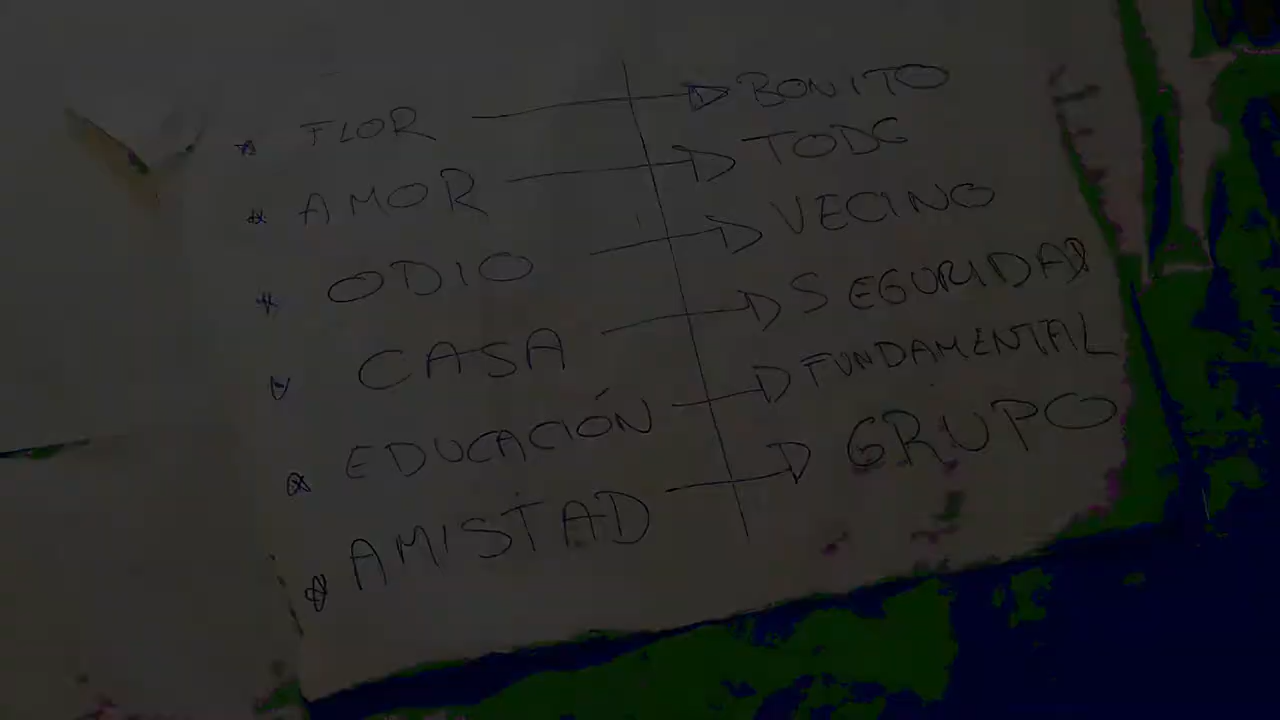 FLOR → BONITO
AMOR → TODO
ODIO → VECINO
CASA → SEGURIDAD
EDUCACIÓN → FUNDAMENTAL
AMISTAD → GRUPO